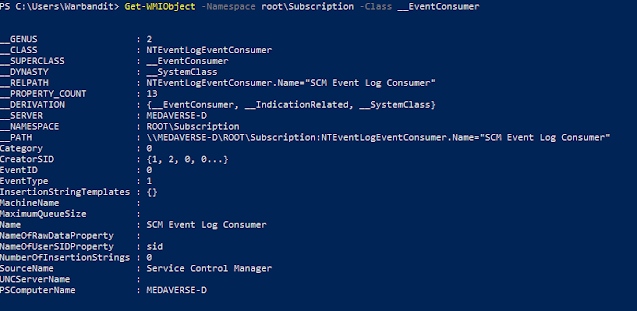 PS C:\Users\Warbandit> Get-WMIObject -Namespace root\Subscription -Class __EventConsumer
__GENUS : 2
__CLASS : NTEventLogEventConsumer
__SUPERCLASS : __EventConsumer
__DYNASTY : __SystemClass
__RELPATH : NTEventLogEventConsumer.Name="SCM Event Log Consumer"
__PROPERTY_COUNT : 13
__DERIVATION : {__EventConsumer, __IndicationRelated, __SystemClass}
__SERVER : MEDAVERSE-D
__NAMESPACE : ROOT\Subscription
__PATH : \\MEDAVERSE-D\ROOT\Subscription:NTEventLogEventConsumer.Name="SCM Event Log Consumer"
Category : 0
CreatorSID : {1, 2, 0, 0...}
EventID : 0
EventType : 1
InsertionStringTemplates : {}
MachineName :
MaximumQueueSize :
Name : SCM Event Log Consumer
NameOfRawDataProperty :
NameOfUserSIDProperty : sid
NumberOfInsertionStrings : 0
SourceName : Service Control Manager
UNCServerName :
PSComputerName : MEDAVERSE-D